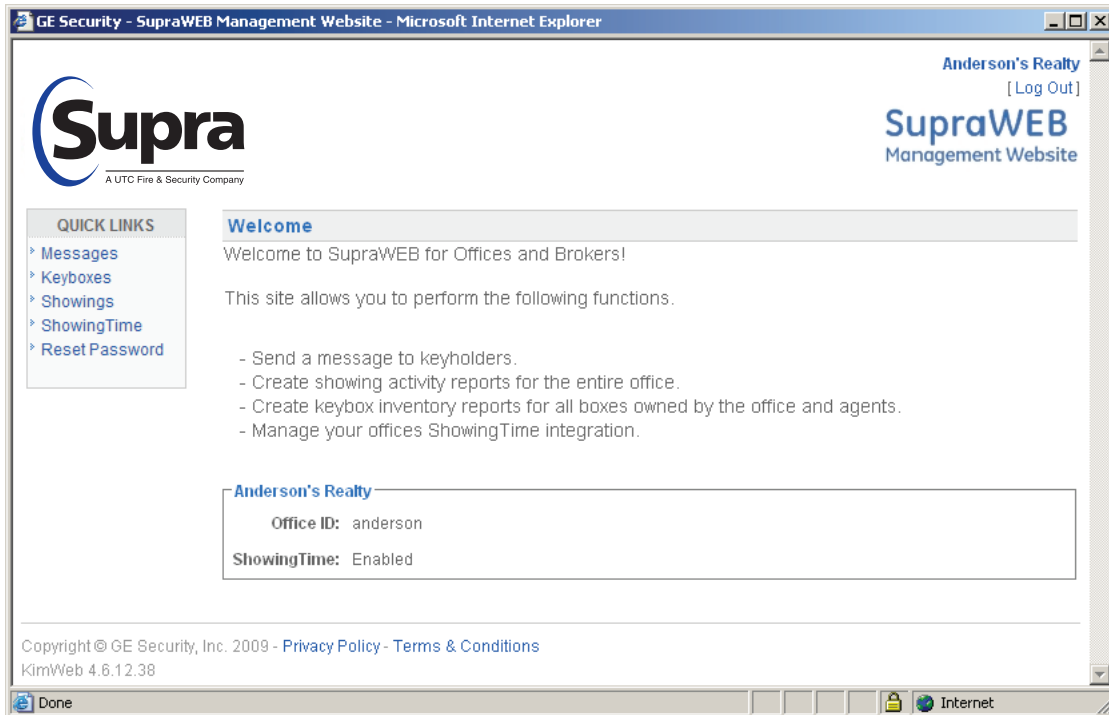 GE Security - SupraWEB Management Website - Microsoft Internet Explorer
Anderson's Realty
[ Log Out ]
Supra
A UTC Fire & Security Company
SupraWEB
Management Website
QUICK LINKS
Messages
Keyboxes
Showings
ShowingTime
Reset Password
Welcome
Welcome to SupraWEB for Offices and Brokers!
This site allows you to perform the following functions.
- Send a message to keyholders.
- Create showing activity reports for the entire office.
- Create keybox inventory reports for all boxes owned by the office and agents.
- Manage your offices ShowingTime integration.
Anderson's Realty
Office ID: anderson
ShowingTime: Enabled
Copyright © GE Security, Inc. 2009 - Privacy Policy - Terms & Conditions
KimWeb 4.6.12.38
Done
Internet